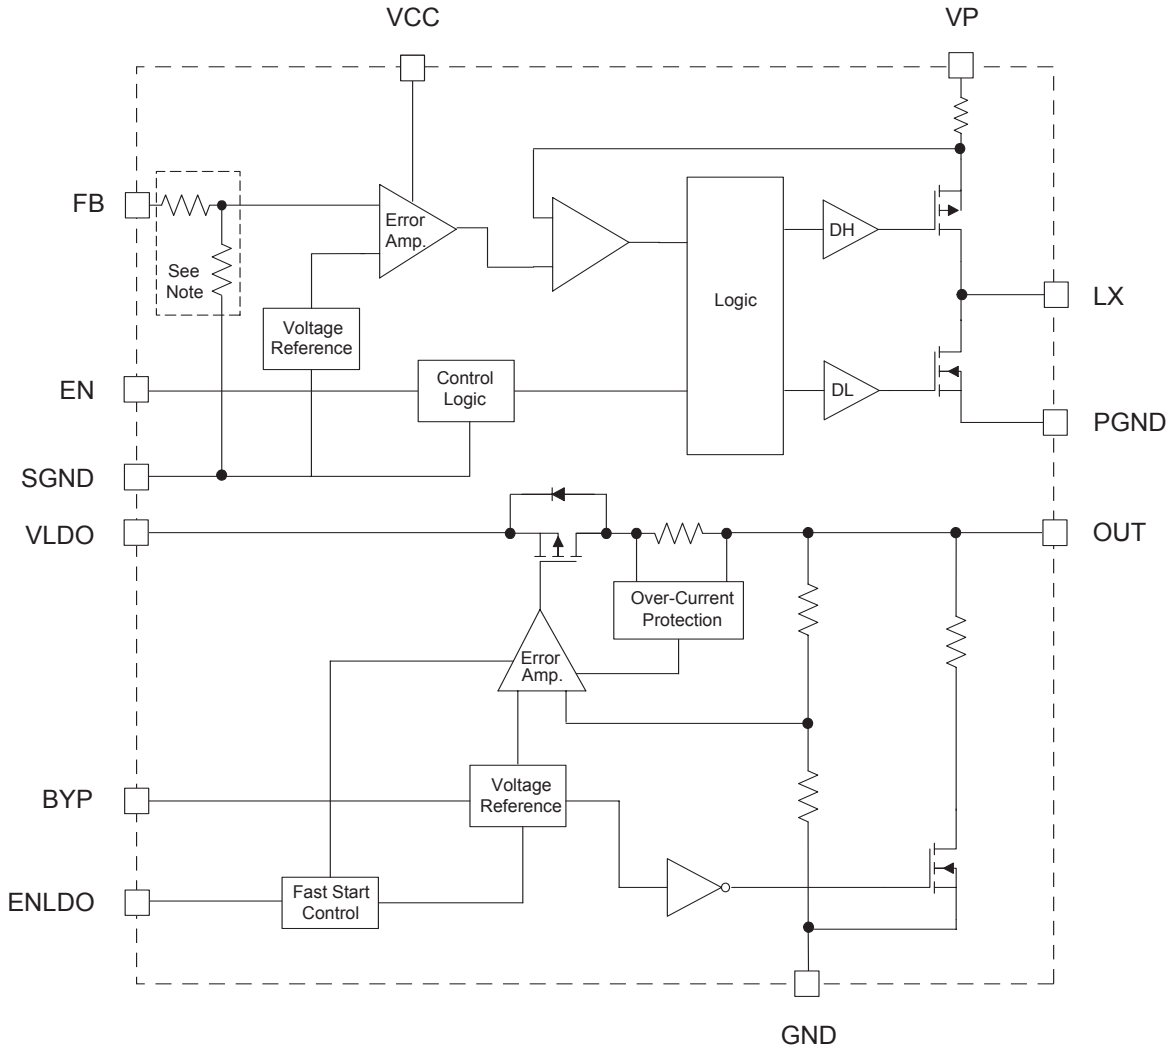 VCC
VP
FB
Error
Amp.
See
Note
DH
Logic
LX
Voltage
Reference
EN
Control
Logic
DL
PGND
SGND
VLDO
OUT
Over-Current
Protection
Error
Amp.
BYP
Voltage
Reference
ENLDO
Fast Start
Control
GND